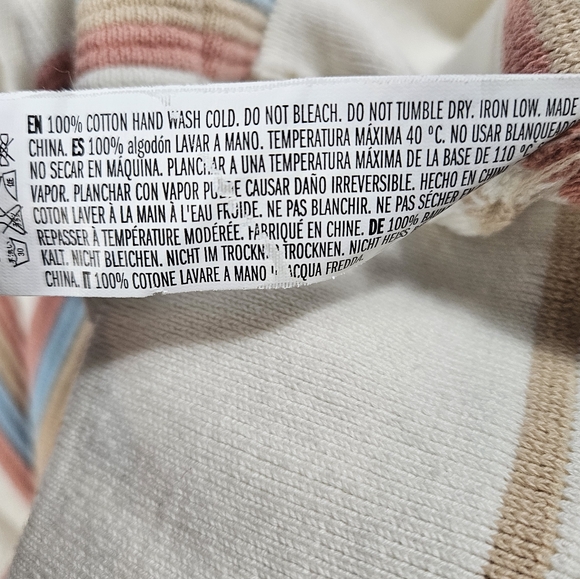 EN 100% COTTON HAND WASH COLD. DO NOT BLEACH. DO NOT TUMBLE DRY. IRON LOW. MADE
CHINA. ES 100% algodón LAVAR A MANO. TEMPERATURA MÁXIMA 40 ºC. NO USAR
NO SECAR EN MÁQUINA. PLANCHAR A UNA TEMPERATURA MÁXIMA DE LA BASE DE 110 ºC
VAPOR. PLANCHAR CON VAPOR PUEDE CAUSAR DAÑO IRREVERSIBLE. HECHO EN
COTON LAVER À LA MAIN À L'EAU FROIDE. NE PAS BLANCHIR. NE PAS SÉCHER
REPASSER À TEMPÉRATURE MODÉRÉE. FABRIQUÉ EN CHINE. DE 100%
KALT. NICHT BLEICHEN. NICHT IM TROCKNER TROCKNEN. NICHT HEISS
CHINA. IT 100% COTONE LAVARE A MANO ACQUA FREDDA